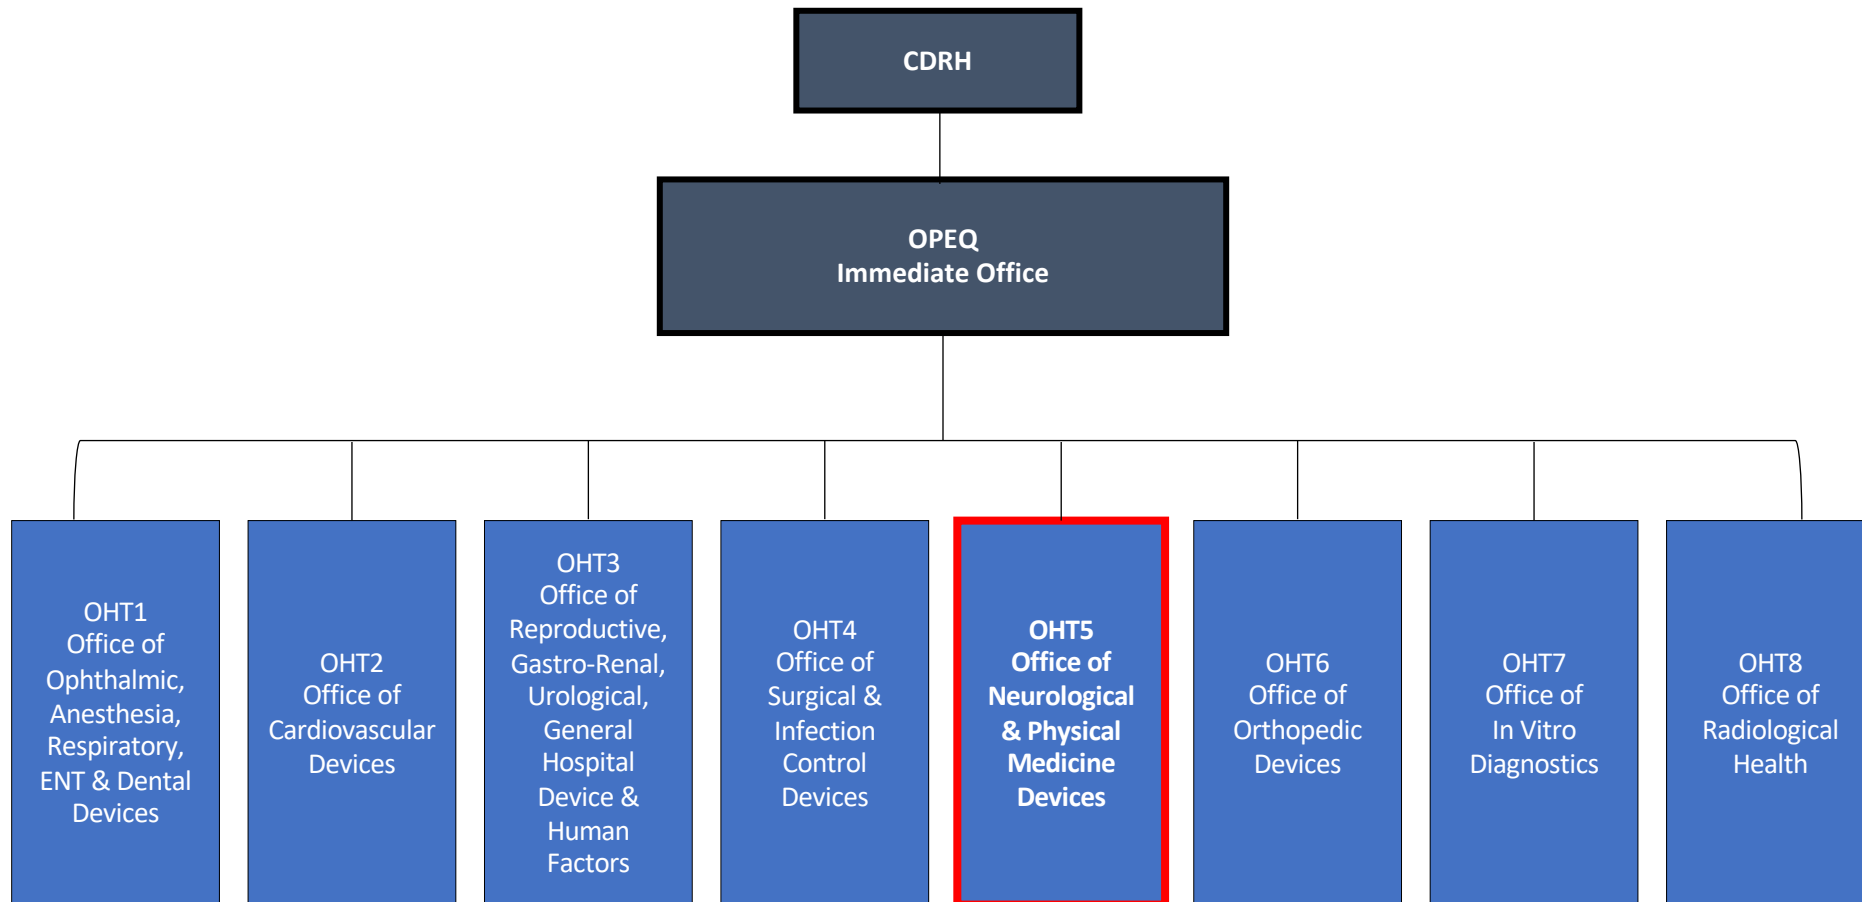 CDRH
OPEQ
Immediate Office
OHT1
Office of
Ophthalmic,
Anesthesia,
Respiratory,
ENT & Dental
Devices
OHT2
Office of
Cardiovascular
Devices
OHT3
Office of
Reproductive,
Gastro-Renal,
Urological,
General
Hospital
Device &
Human
Factors
OHT4
Office of
Surgical &
Infection
Control
Devices
OHT5
Office of
Neurological
& Physical
Medicine
Devices
OHT6
Office of
Orthopedic
Devices
OHT7
Office of
In Vitro
Diagnostics
OHT8
Office of
Radiological
Health